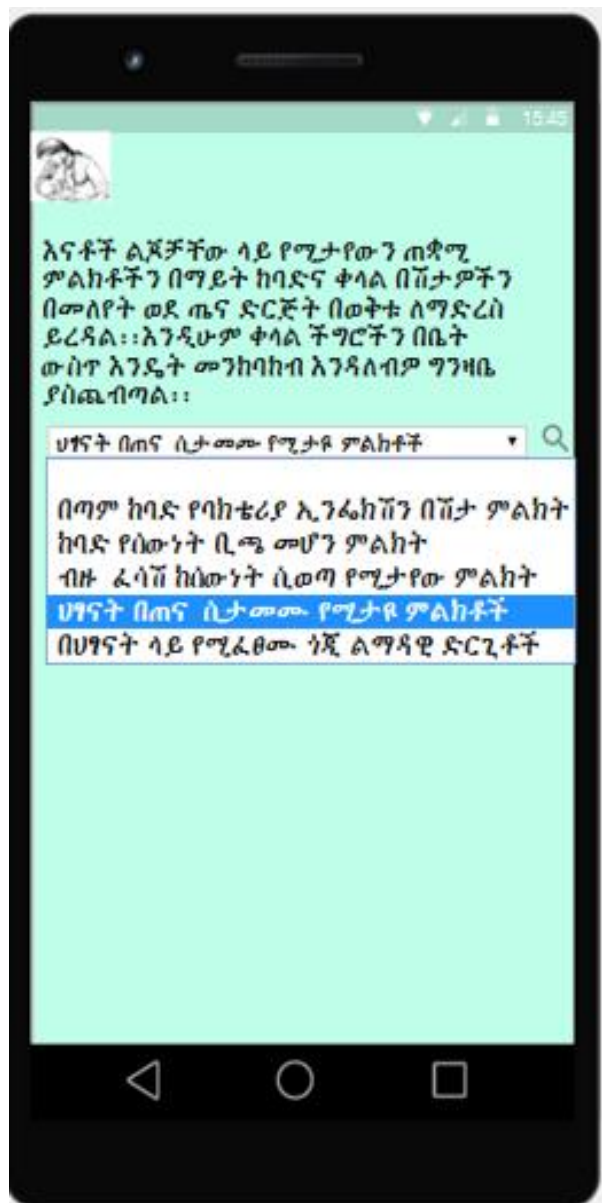 15:45
እናቶች ልጆቻቸው ላይ የሚታየውን ጠቋሚ
ምልክቶችን በማይት ከባድና ቀላል በሽታዎችን
በመለየት ወደ ጤና ድርጅት በወቅቱ ለማድረስ
ይረዳል፡፡እንዲሁም ቀላል ችግሮችን በቤት
ውስጥ እንዴት መንከባከብ እንዳለብዎ ግንዛቤ
ያስጨብጣል፡፡
ህፃናት በጠና ሲታመሙ የሚታዩ ምልክቶች
በጣም ከባድ የባክቴሪያ ኢንፌክሽን በሽታ ምልክት
ከባድ የሰውነት ቢጫ መሆን ምልክት
ብዙ ፈሳሽ ከሰውነት ሲወጣ የሚታየው ምልክት
ህፃናት በጠና ሲታመሙ የሚታዩ ምልክቶች
በህፃናት ላይ የሚፈፀሙ ጎጂ ልማዳዊ ድርጊቶች